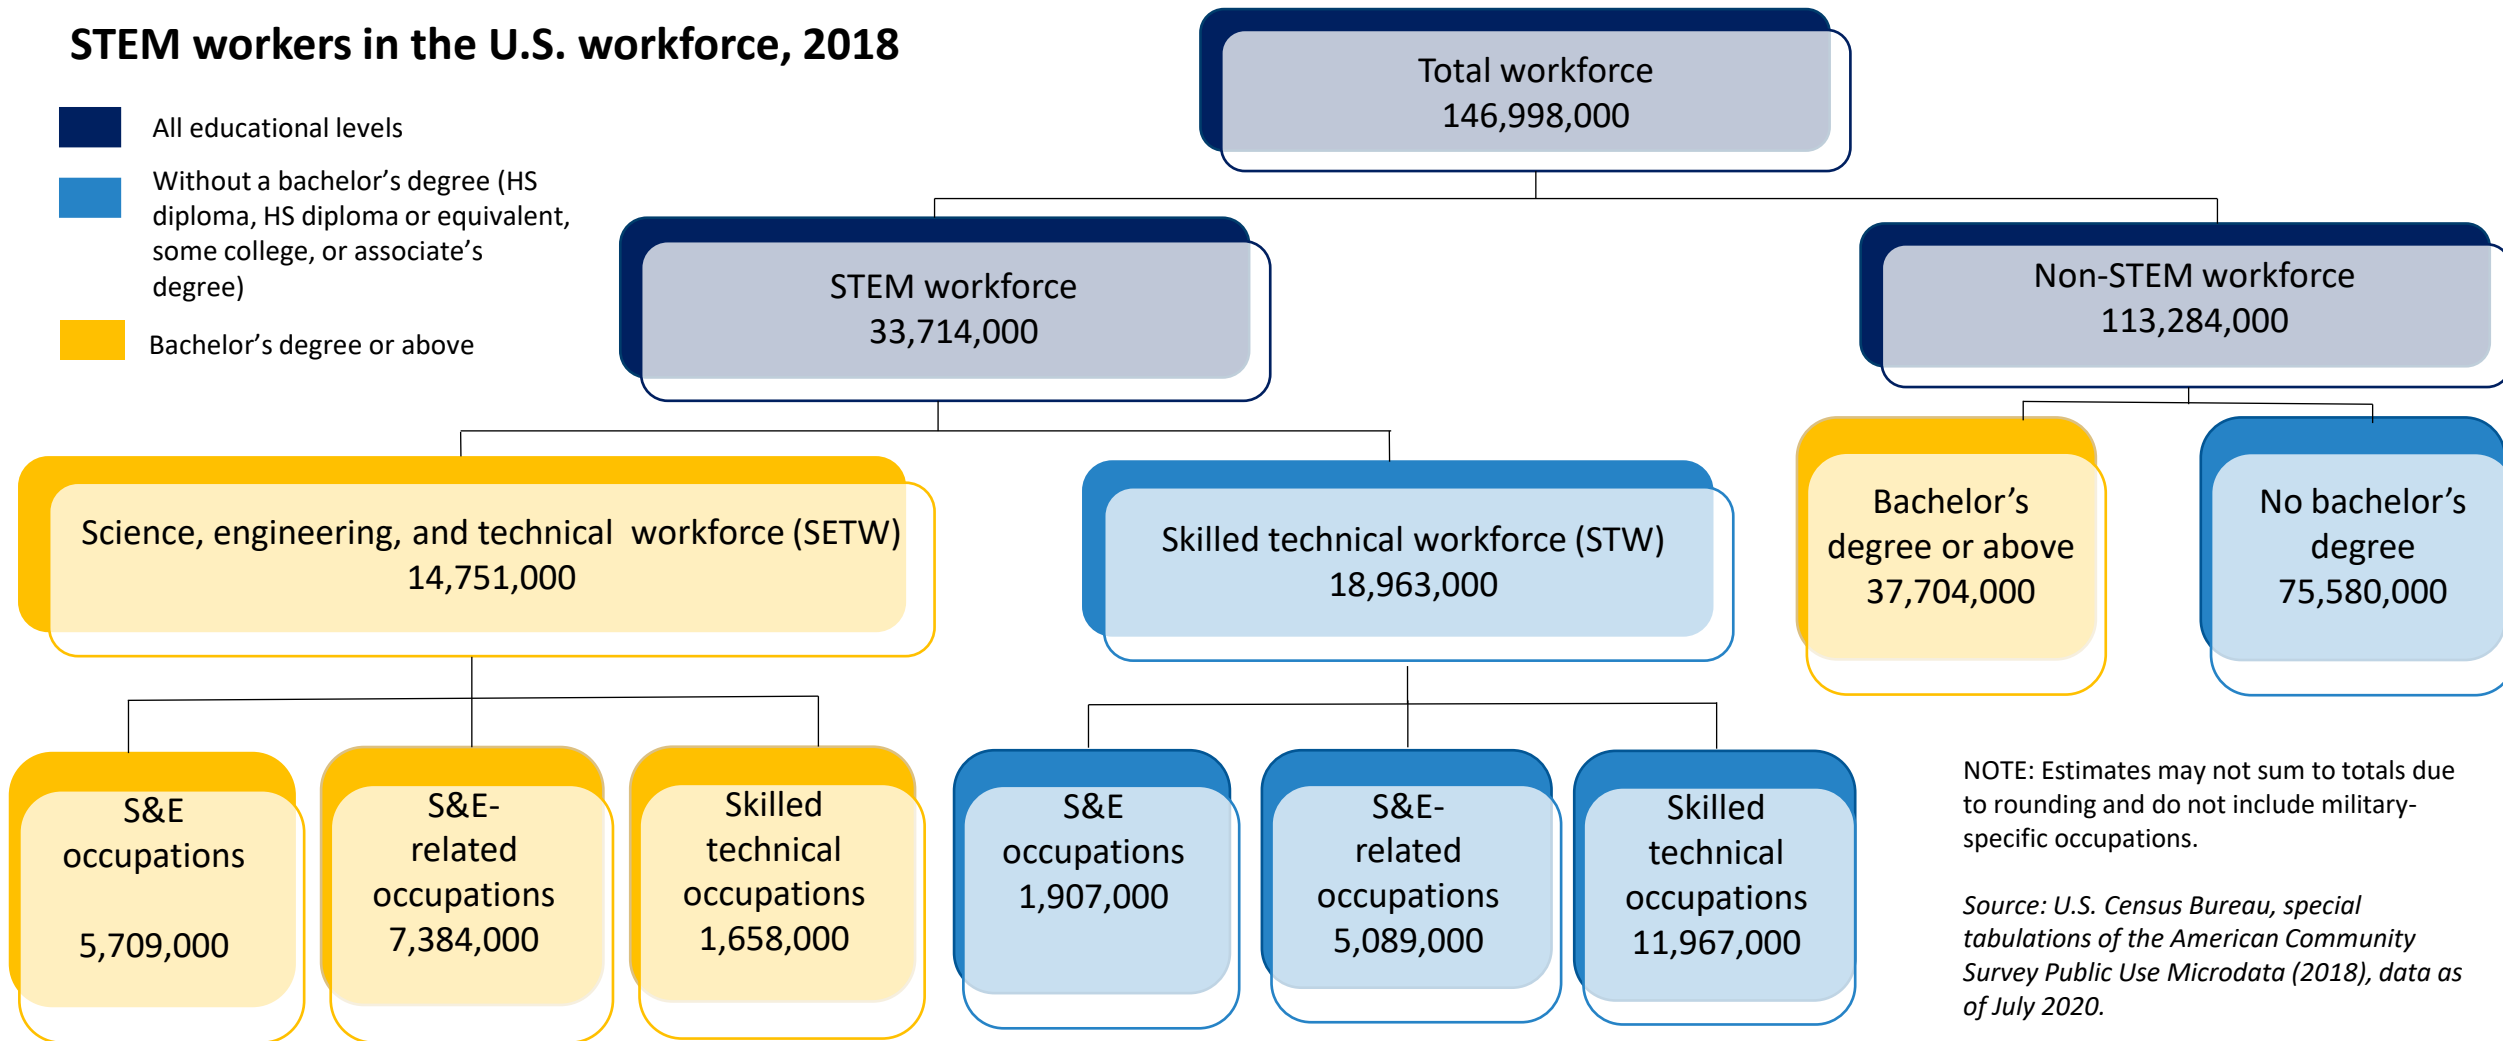 STEM workers in the U.S. workforce, 2018
All educational levels
Without a bachelor’s degree (HS
diploma, HS diploma or equivalent,
some college, or associate’s
degree)
Bachelor’s degree or above
Total workforce
146,998,000
STEM workforce
33,714,000
Non-STEM workforce
113,284,000
Science, engineering, and technical workforce (SETW)
14,751,000
Skilled technical workforce (STW)
18,963,000
Bachelor’s
degree or above
37,704,000
No bachelor’s
degree
75,580,000
S&E
occupations
5,709,000
S&E-
related
occupations
7,384,000
Skilled
technical
occupations
1,658,000
S&E
occupations
1,907,000
S&E-
related
occupations
5,089,000
Skilled
technical
occupations
11,967,000
NOTE: Estimates may not sum to totals due
to rounding and do not include military-
specific occupations.
Source: U.S. Census Bureau, special
tabulations of the American Community
Survey Public Use Microdata (2018), data as
of July 2020.